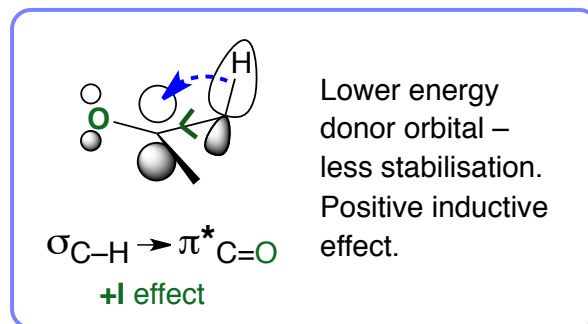 H
O
Lower energy
donor orbital –
less stabilisation.
Positive inductive
effect.
σC–H → π*C=O
+I effect